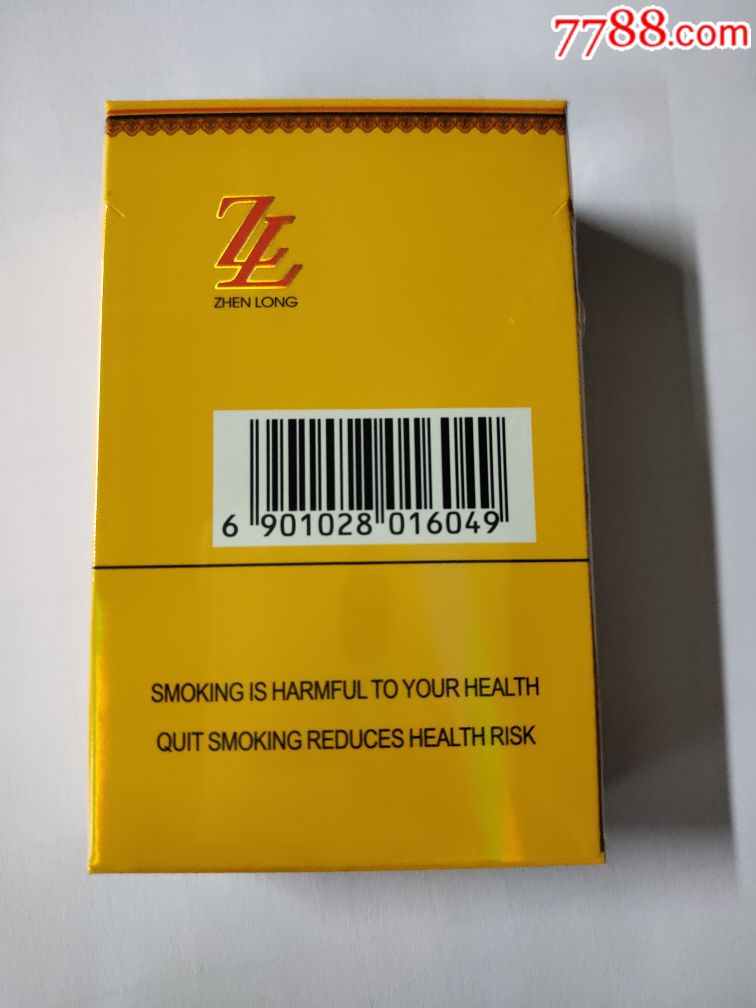 7788.com
ZL
ZHEN LONG
6 901028 016049
SMOKING IS HARMFUL TO YOUR HEALTH
QUIT SMOKING REDUCES HEALTH RISK